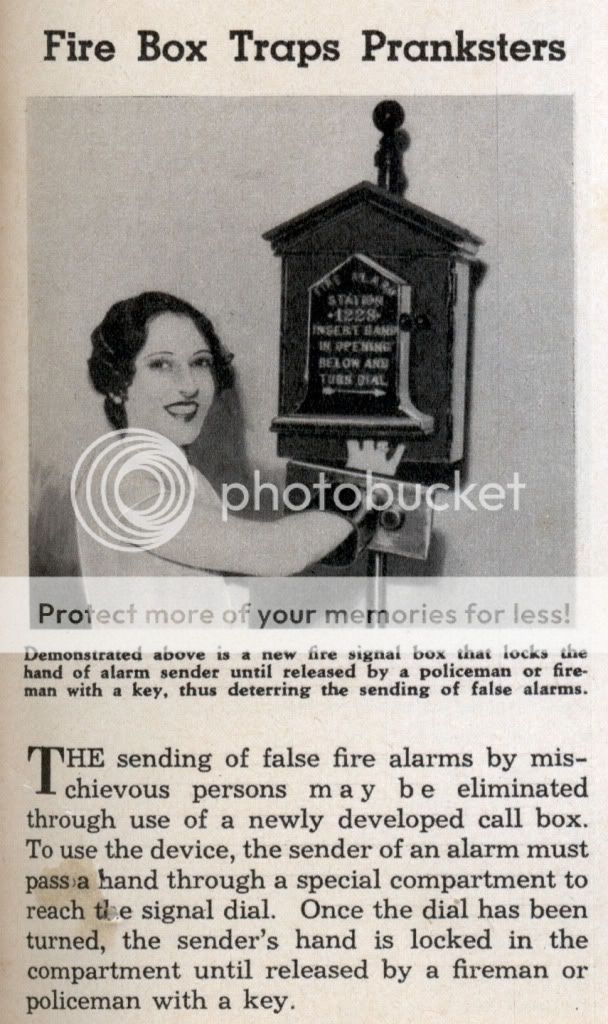 Fire Box Traps Pranksters
FIRE ALARM
STATION
1228
INSERT HAND
IN OPENING
BELOW AND
TURN DIAL
photobucket
Protect more of your memories for less!
Demonstrated above is a new fire signal box that locks the
hand of alarm sender until released by a policeman or fire-
man with a key, thus deterring the sending of false alarms.
THE sending of false fire alarms by mis-
chievous persons may be eliminated
through use of a newly developed call box.
To use the device, the sender of an alarm must
pass a hand through a special compartment to
reach the signal dial. Once the dial has been
turned, the sender's hand is locked in the
compartment until released by a fireman or
policeman with a key.